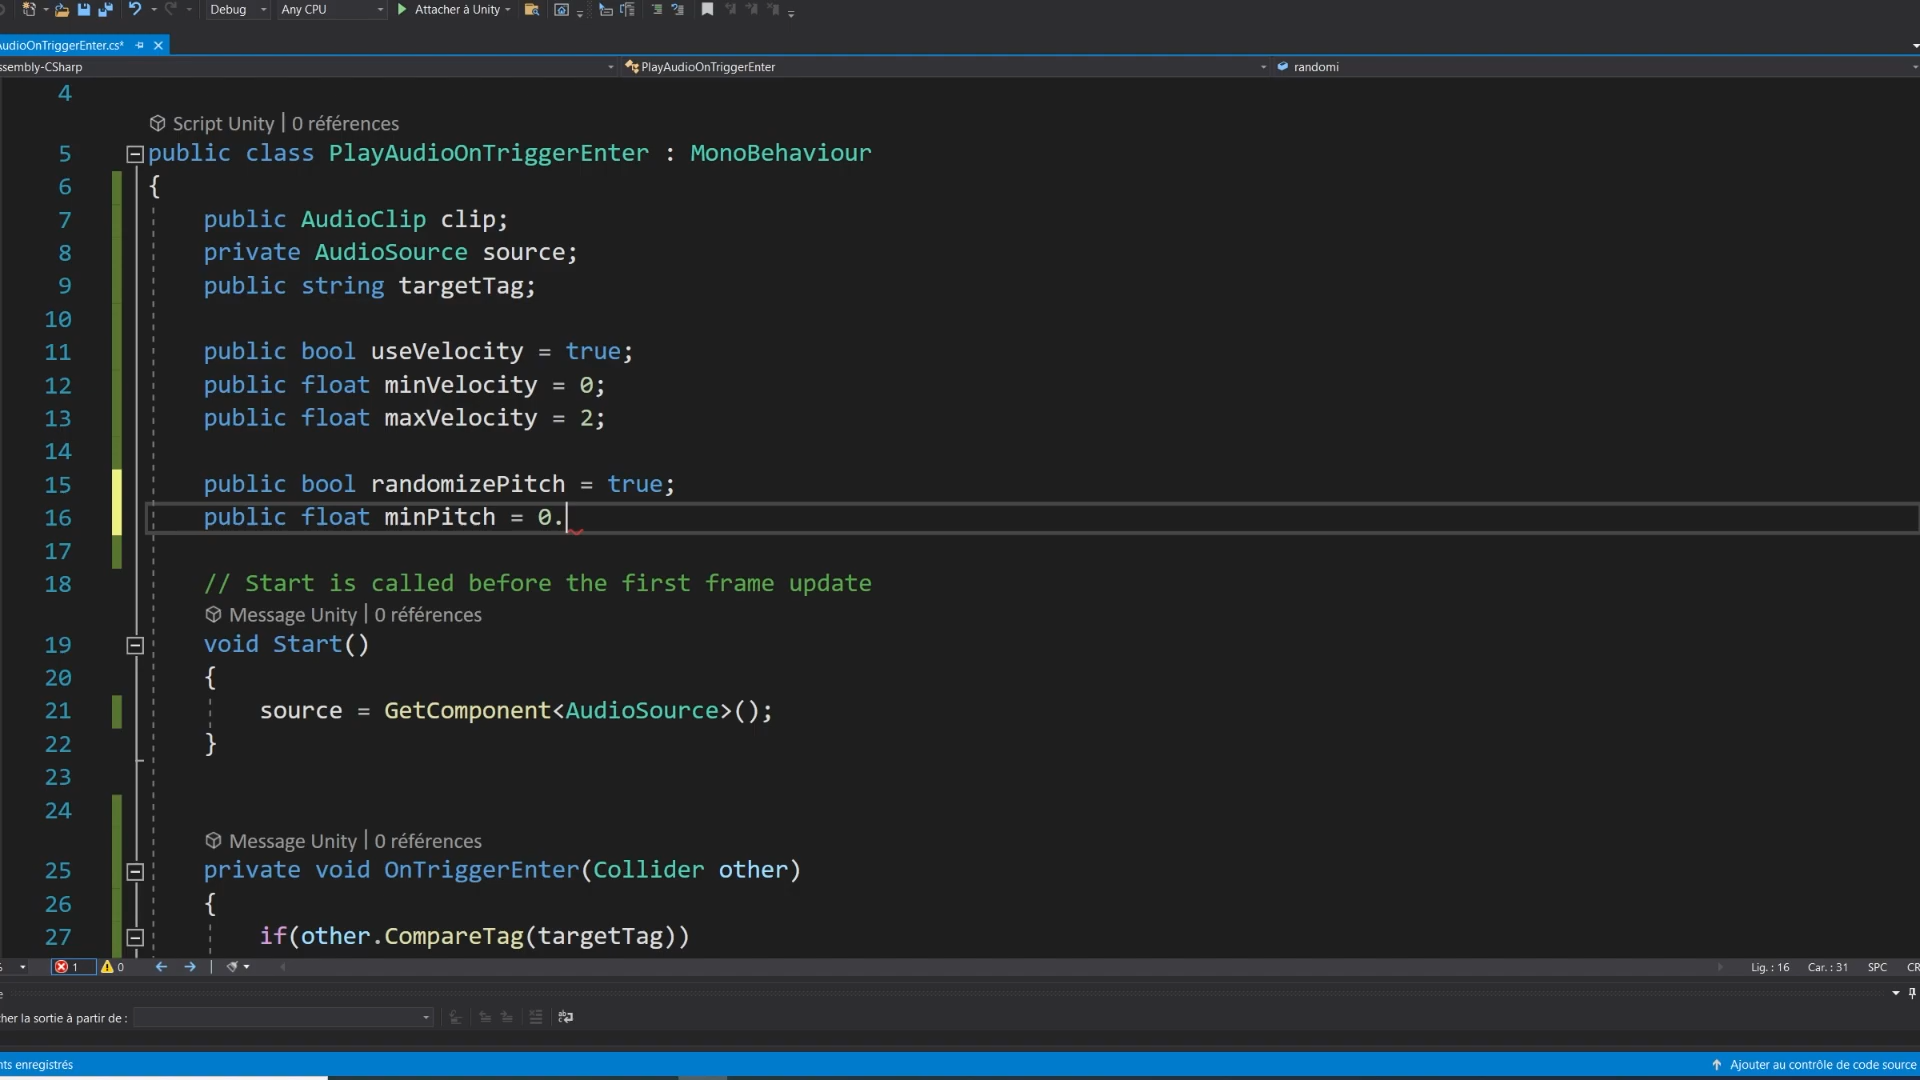 Debug Any CPU Attacher à Unity
AudioOnTriggerEnter.cs*
ssembly-CSharp PlayAudioOnTriggerEnter randomi
4
Script Unity | 0 références
5 public class PlayAudioOnTriggerEnter : MonoBehaviour
6 {
7 public AudioClip clip;
8 private AudioSource source;
9 public string targetTag;
10
11 public bool useVelocity = true;
12 public float minVelocity = 0;
13 public float maxVelocity = 2;
14
15 public bool randomizePitch = true;
16 public float minPitch = 0.
17
18 // Start is called before the first frame update
Message Unity | 0 références
19 void Start()
20 {
21 source = GetComponent<AudioSource>();
22 }
23
24
Message Unity | 0 références
25 private void OnTriggerEnter(Collider other)
26 {
27 if(other.CompareTag(targetTag))
1 0 Lig. : 16 Car. : 31 SPC CR
e
her la sortie à partir de :
nts enregistrés Ajouter au contrôle de code source